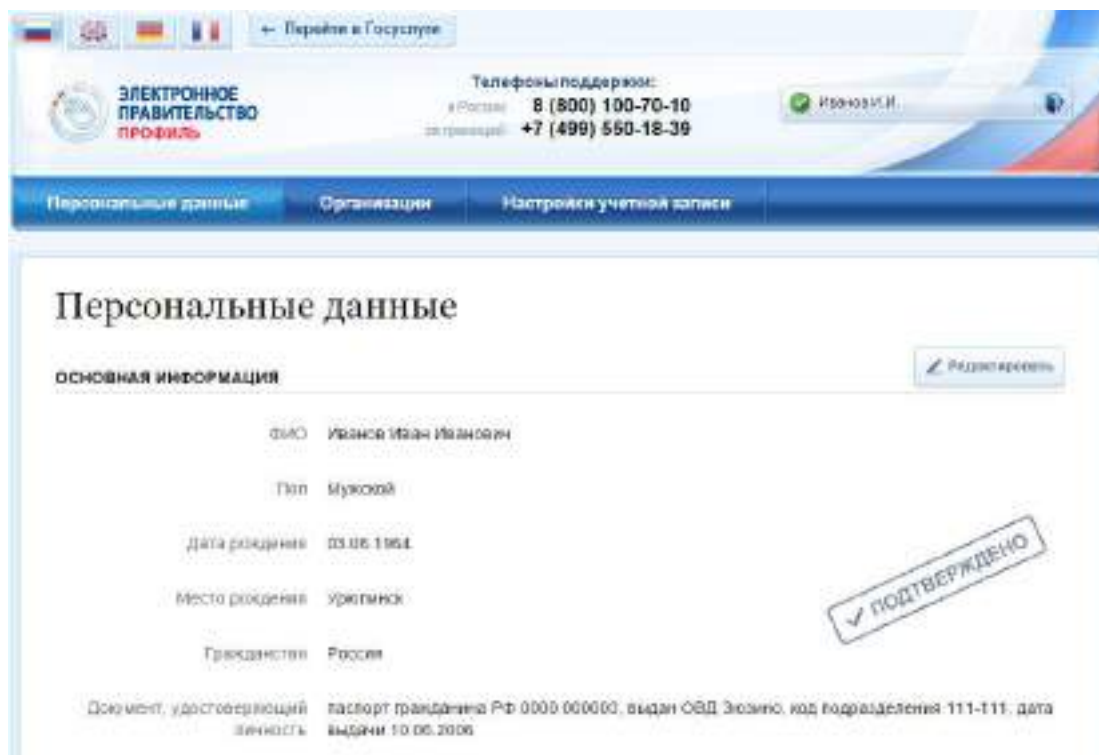 ← Перейти в Госуслуги
ЭЛЕКТРОННОЕ
ПРАВИТЕЛЬСТВО
ПРОФИЛЬ
Телефоны поддержки:
в России 8 (800) 100-70-10
за границей +7 (499) 550-18-39
Иванов И.И.
Персональные данные Организации Настройки учетной записи
Персональные данные
ОСНОВНАЯ ИНФОРМАЦИЯ
Редактировать
ФИО Иванов Иван Иванович
Пол Мужской
Дата рождения 03.06.1964
Место рождения Урюпинск
✓ ПОДТВЕРЖДЕНО
Гражданство Россия
Документ, удостоверяющий личность паспорт гражданина РФ 0000 000000, выдан ОВД Зюзино, код подразделения 111-111, дата
выдачи 10.06.2006